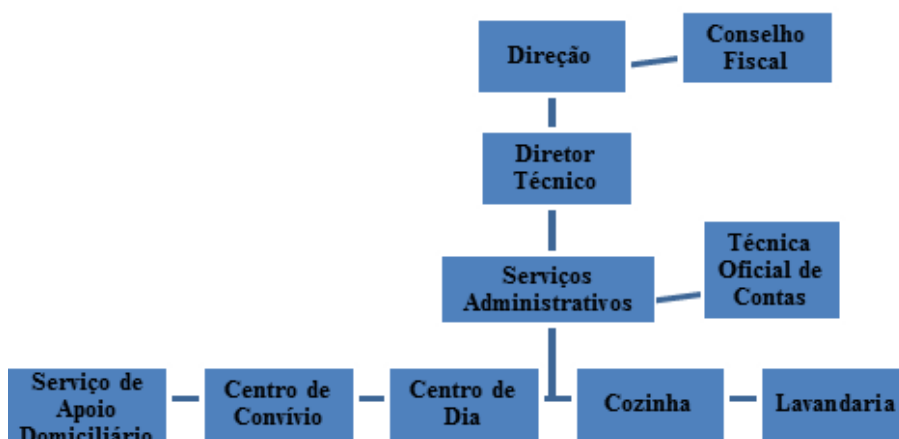 Direção
Conselho
Fiscal
Diretor
Técnico
Serviços
Administrativos
Técnica
Oficial de
Contas
Serviço de
Apoio
Domiciliário
Centro de
Convívio
Centro de
Dia
Cozinha
Lavandaria